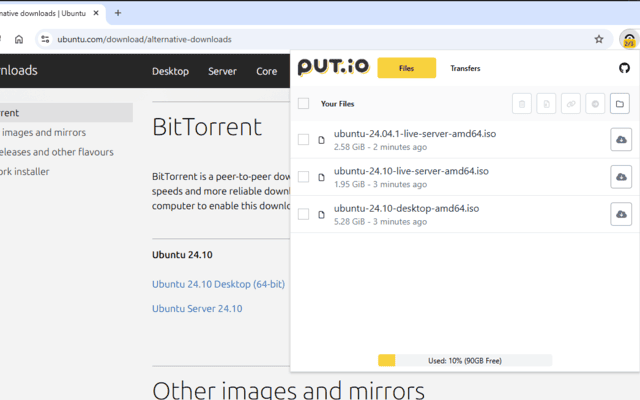 rnative downloads | Ubuntu
ubuntu.com/download/alternative-downloads
2/3
nloads
Desktop Server Core
rrent
images and mirrors
eleases and other flavours
ork installer
BitTorrent
BitTorrent is a peer-to-peer dow
speeds and more reliable downl
computer to enable this downlo
Ubuntu 24.10
Ubuntu 24.10 Desktop (64-bit)
Ubuntu Server 24.10
Other images and mirrors
PUT.io
Files
Transfers
Your Files
ubuntu-24.04.1-live-server-amd64.iso
2.58 GiB - 2 minutes ago
ubuntu-24.10-live-server-amd64.iso
1.95 GiB - 3 minutes ago
ubuntu-24.10-desktop-amd64.iso
5.28 GiB - 3 minutes ago
Used: 10% (90GB Free)